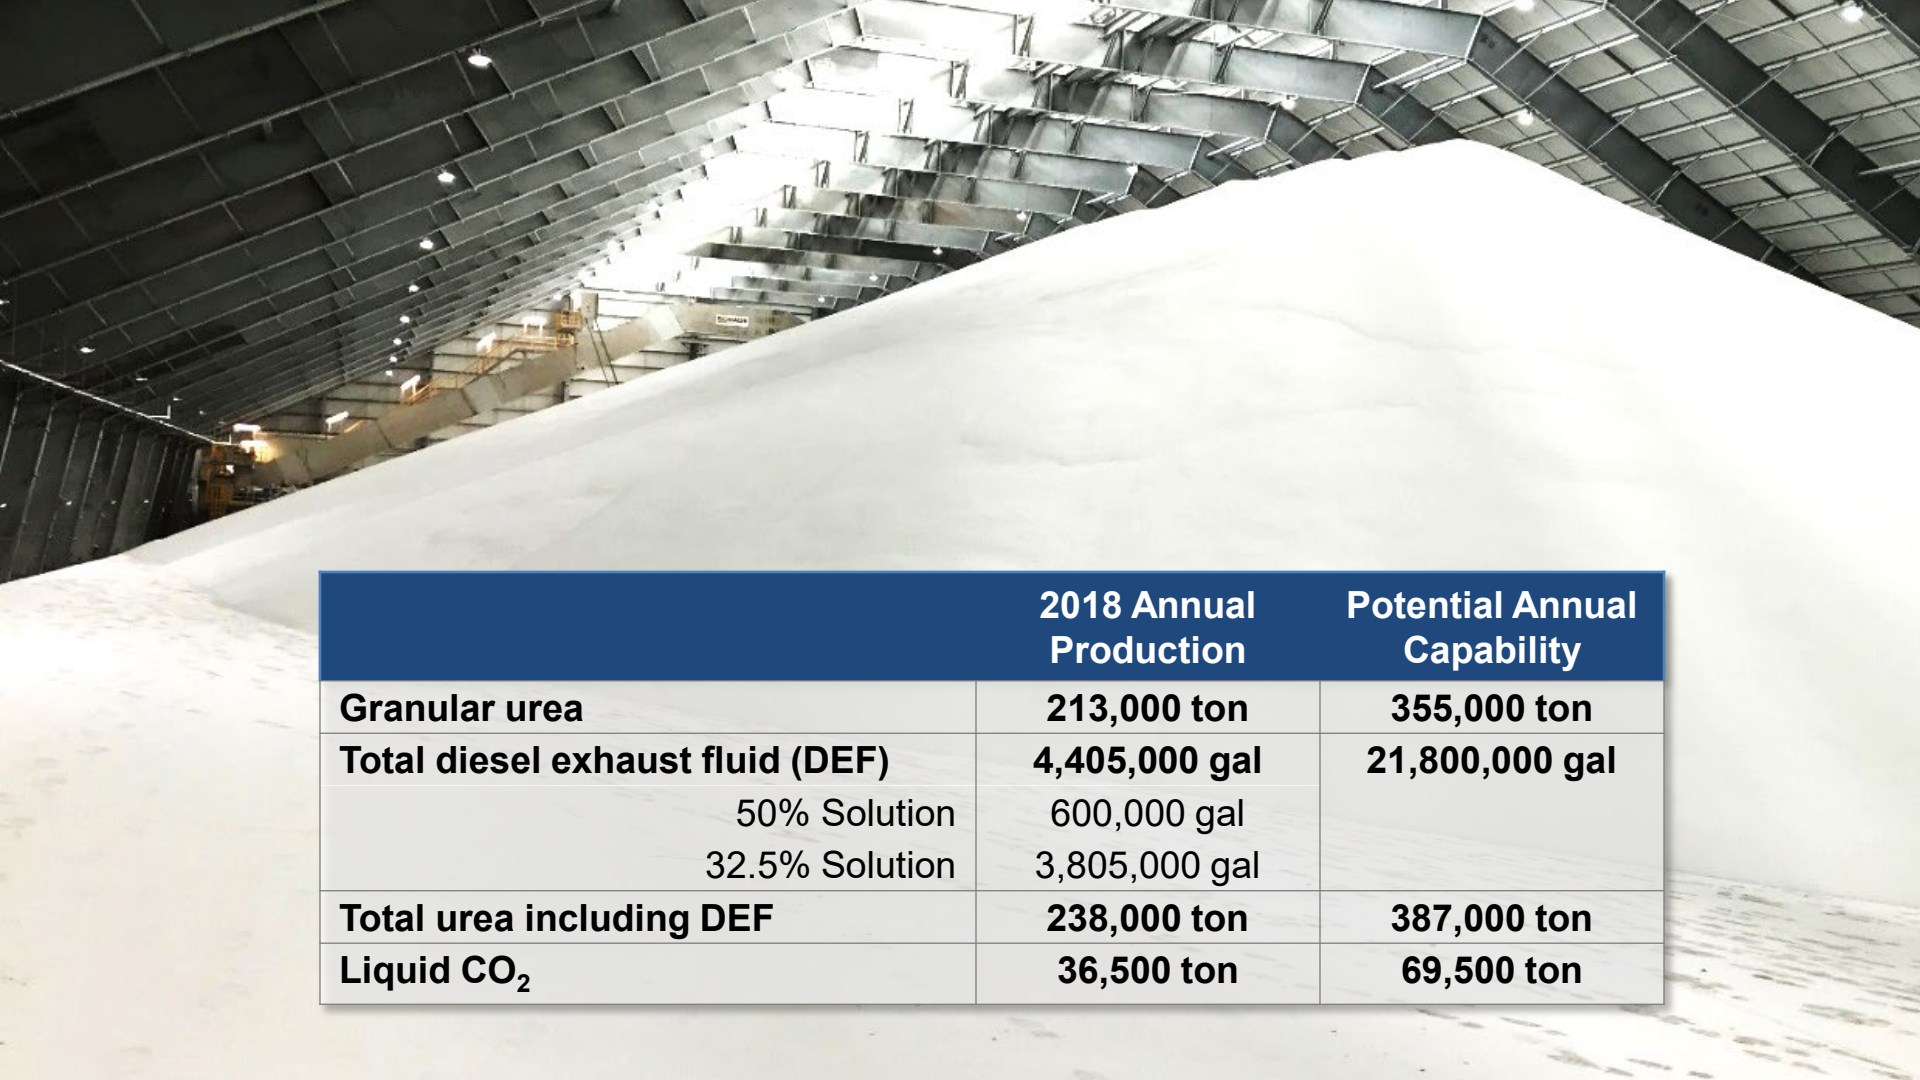 2018 Annual Production Potential Annual Capability
Granular urea 213,000 ton 355,000 ton
Total diesel exhaust fluid (DEF) 4,405,000 gal 21,800,000 gal
50% Solution 600,000 gal
32.5% Solution 3,805,000 gal
Total urea including DEF 238,000 ton 387,000 ton
Liquid CO₂ 36,500 ton 69,500 ton